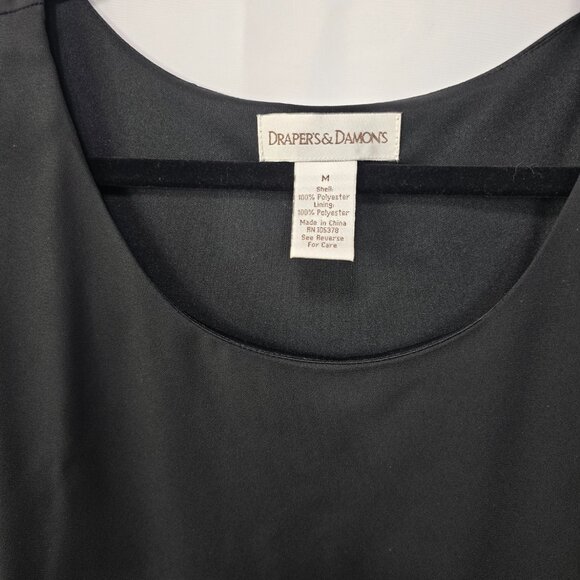 DRAPER'S & DAMON'S
M
Shell:
100% Polyester
Lining:
100% Polyester
Made in China
RN 105378
See Reverse
For Care